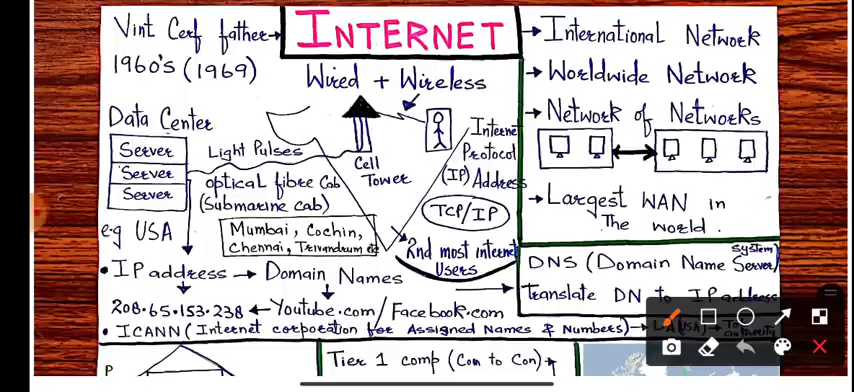 Vint Cerf father→
1960's (1969)
INTERNET
→ International Network
→ Worldwide Network
→ Network of Networks
→ Largest WAN in
The world.
Wired + Wireless
Data Center
Server
Server
Server
Light Pulses
optical fibre cab
(submarine cab)
Cell
Tower
Internet
Protocol
(IP) Address
TCP/IP
e.g USA
Mumbai, Cochin,
Chennai, Trivandrum etc
2nd most internet
Users
• IP address → Domain Names
208.65.153.238 ← Youtube.com/Facebook.com
DNS (Domain Name Server/
system)
Translate DN to IP address
• ICANN (Internet corporation for Assigned Names & Numbers) → (USA) →
P
Tier 1 comp (Con to Con)→